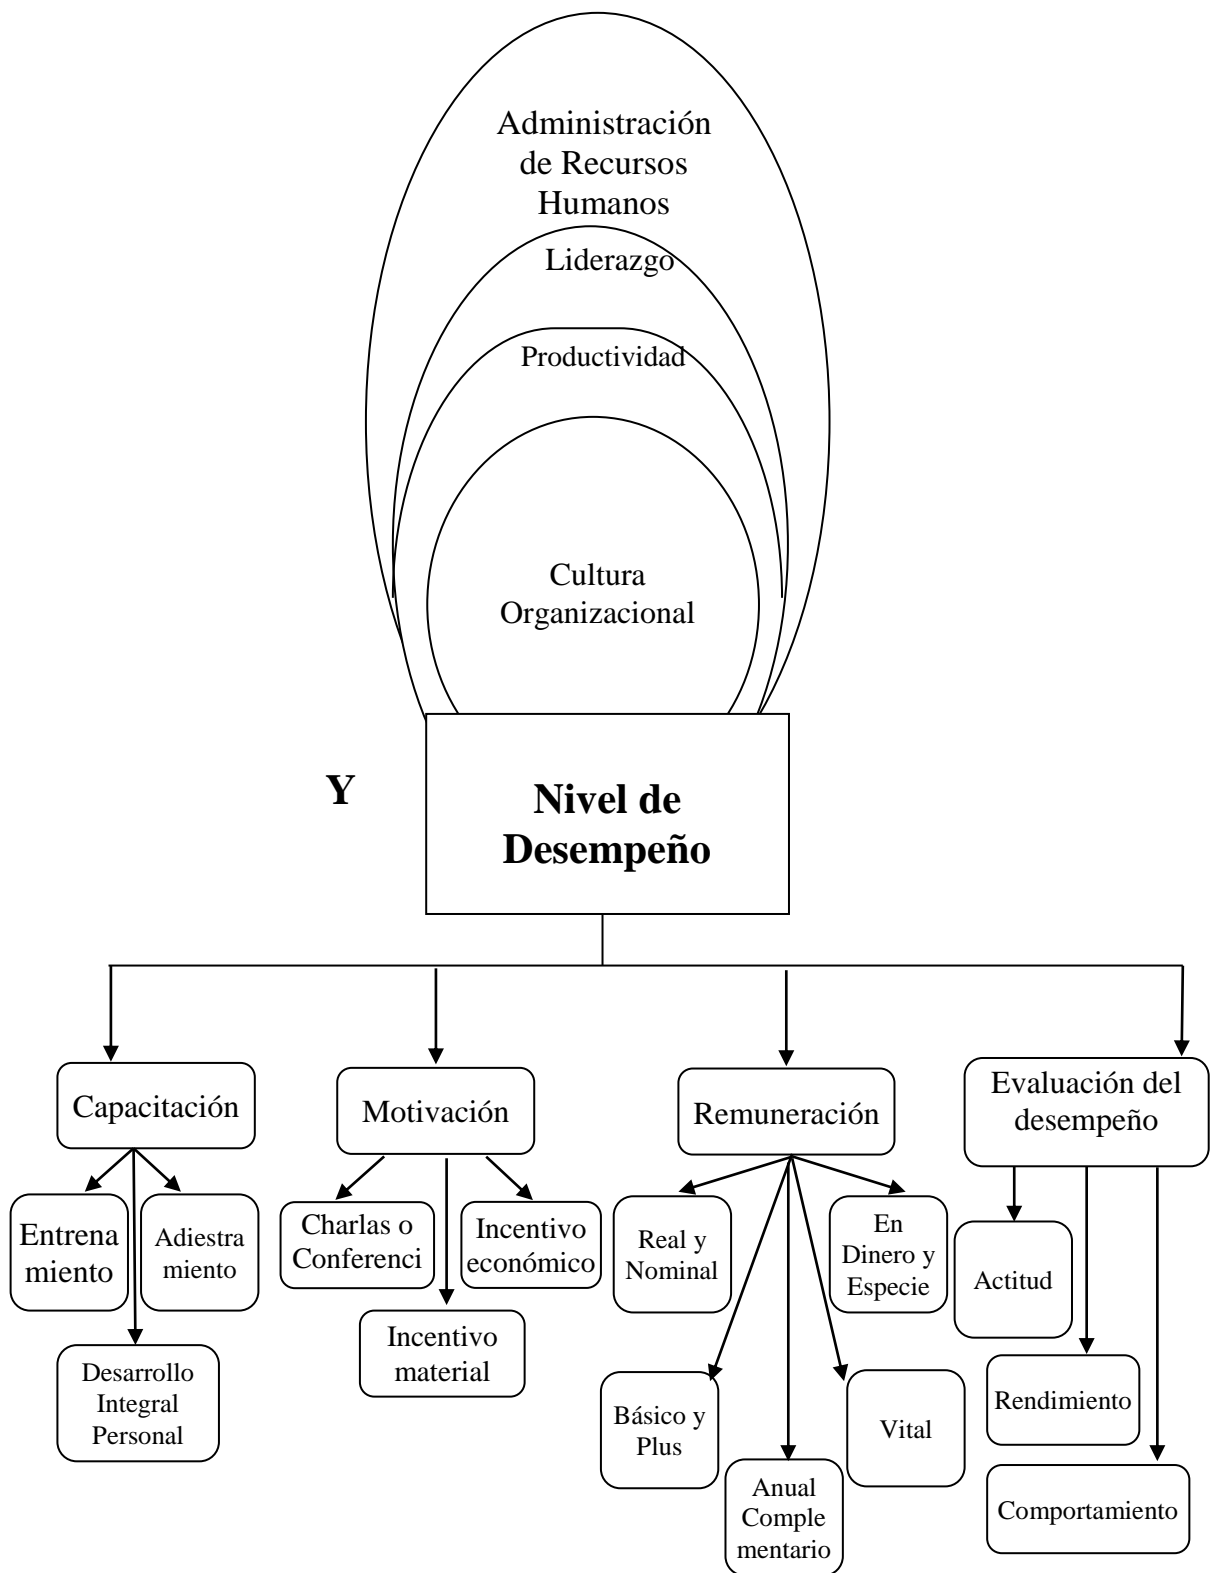 Administración
de Recursos
Humanos
Liderazgo
Productividad
Cultura
Organizacional
Y
Nivel de
Desempeño
Capacitación
Motivación
Remuneración
Evaluación del
desempeño
Entrena
miento
Adiestra
miento
Desarrollo
Integral
Personal
Charlas o
Conferenci
Incentivo
económico
Incentivo
material
Real y
Nominal
En
Dinero y
Especie
Básico y
Plus
Anual
Comple
mentario
Vital
Actitud
Rendimiento
Comportamiento